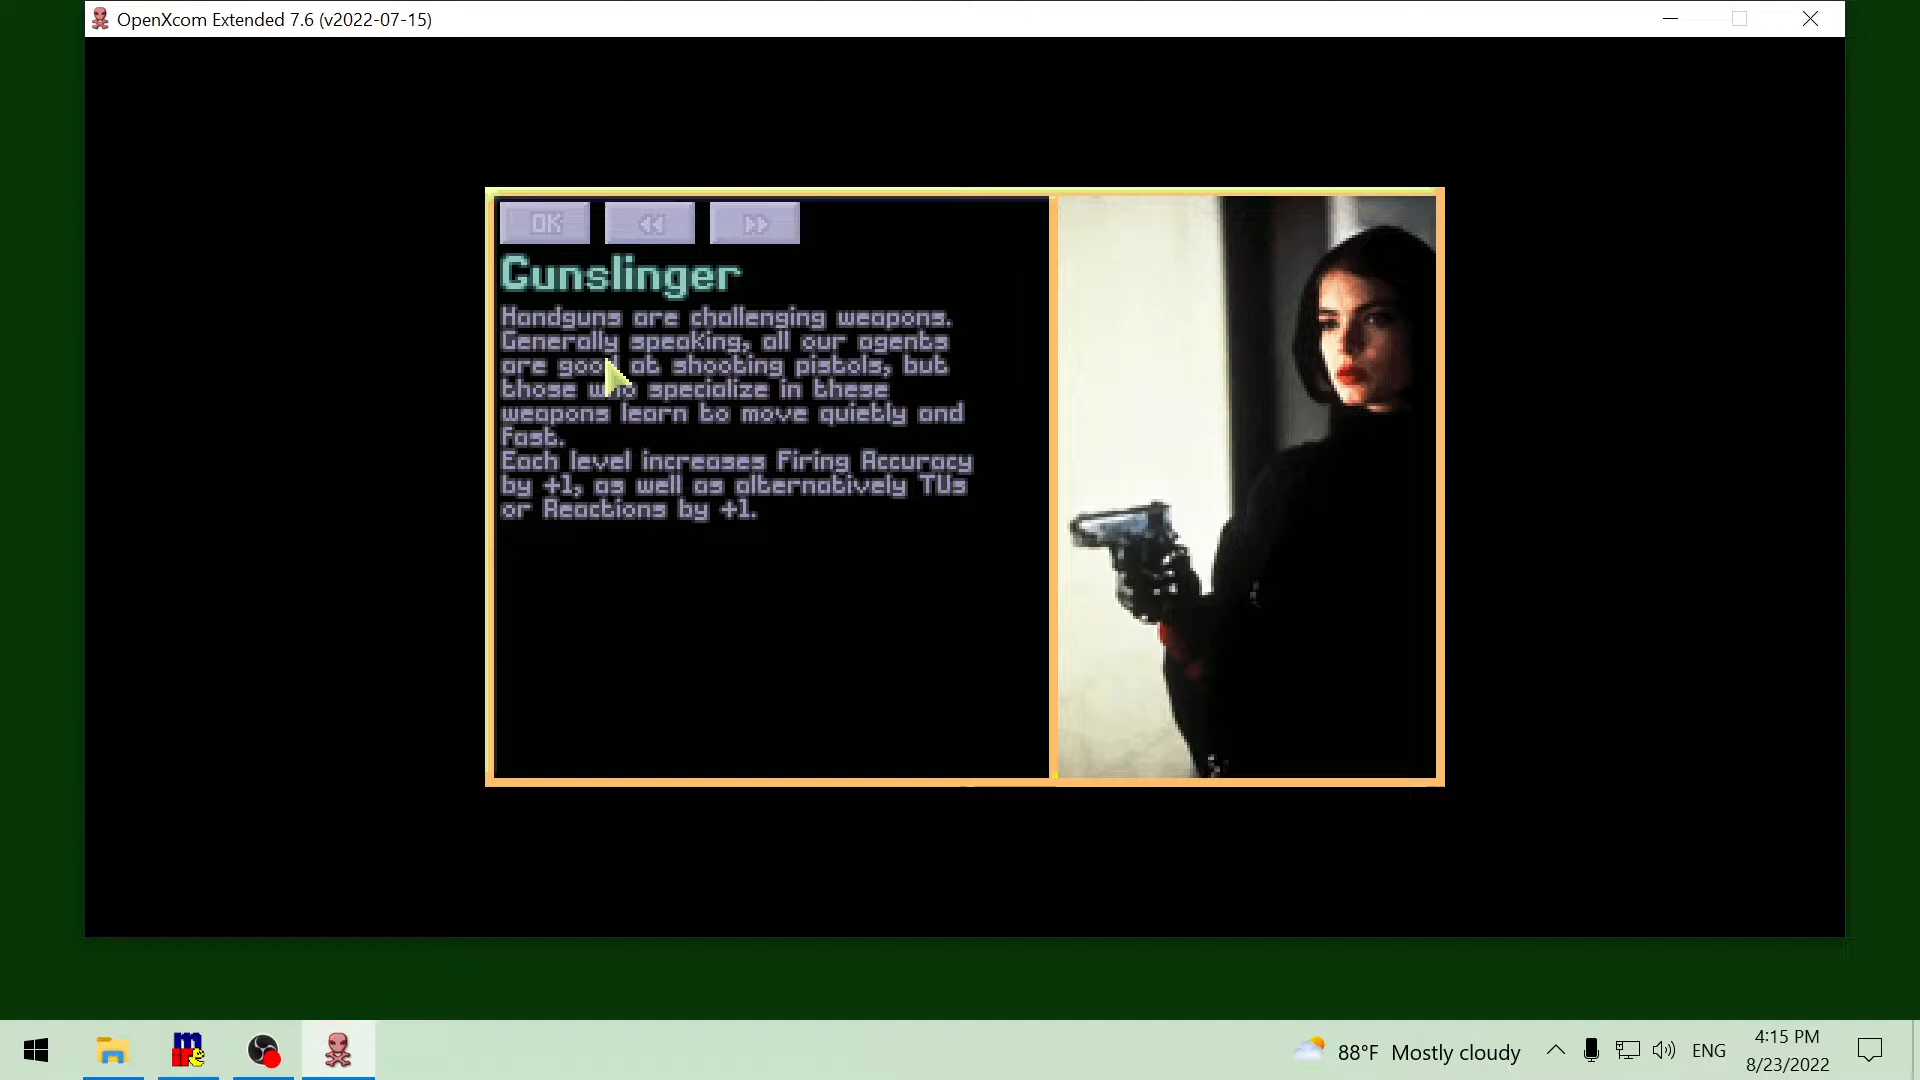 OpenXcom Extended 7.6 (v2022-07-15)
OK
Gunslinger
Handguns are challenging weapons.
Generally speaking, all our agents
are good at shooting pistols, but
those who specialize in these
weapons learn to move quietly and
fast.
Each level increases Firing Accuracy
by +1, as well as alternatively TUs
or Reactions by +1.
88°F Mostly cloudy
ENG
4:15 PM
8/23/2022